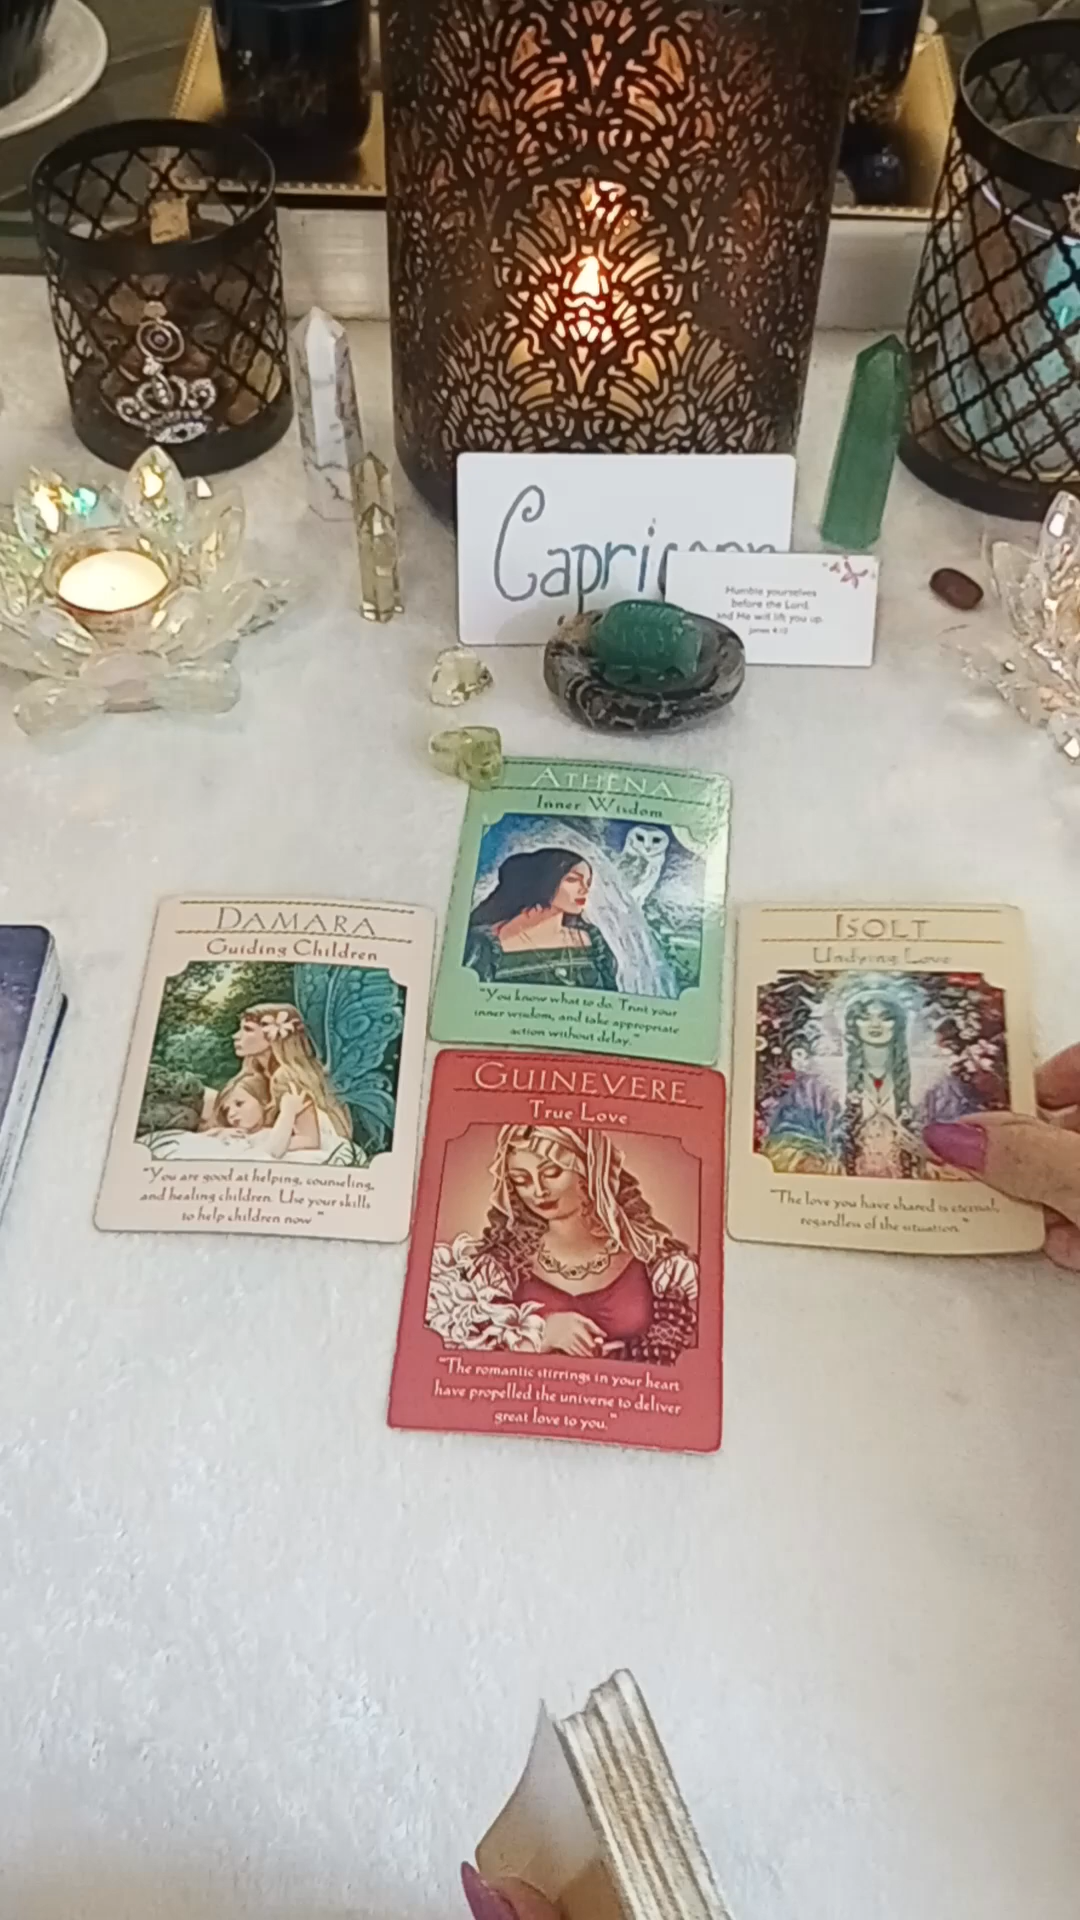 Capricorn
Humble yourselves
before the Lord,
and He will lift you up.
James 4:10
ATHENA
Inner Wisdom
"You know what to do. Trust your
inner wisdom, and take appropriate
action without delay."
DAMARA
Guiding Children
"You are good at helping, counseling,
and healing children. Use your skills
to help children now."
ISOLT
Undying Love
"The love you have shared is eternal,
regardless of the situation."
GUINEVERE
True Love
"The romantic stirrings in your heart
have propelled the universe to deliver
great love to you."